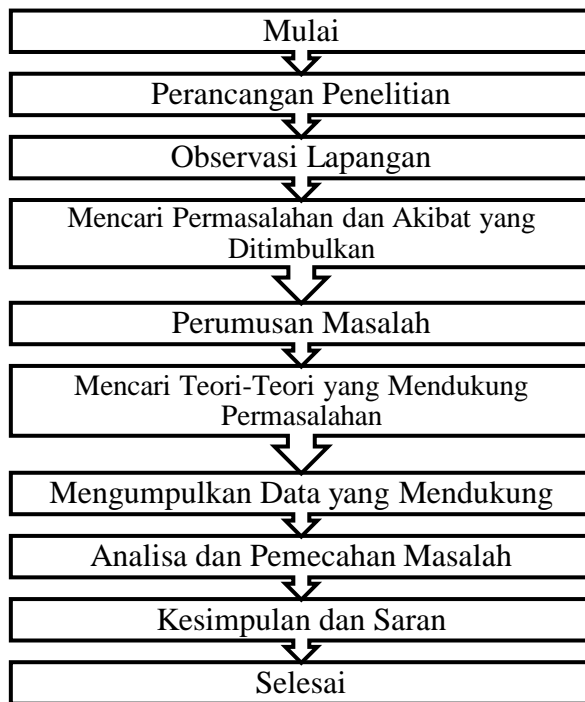 Mulai
Perancangan Penelitian
Observasi Lapangan
Mencari Permasalahan dan Akibat yang
Ditimbulkan
Perumusan Masalah
Mencari Teori-Teori yang Mendukung
Permasalahan
Mengumpulkan Data yang Mendukung
Analisa dan Pemecahan Masalah
Kesimpulan dan Saran
Selesai